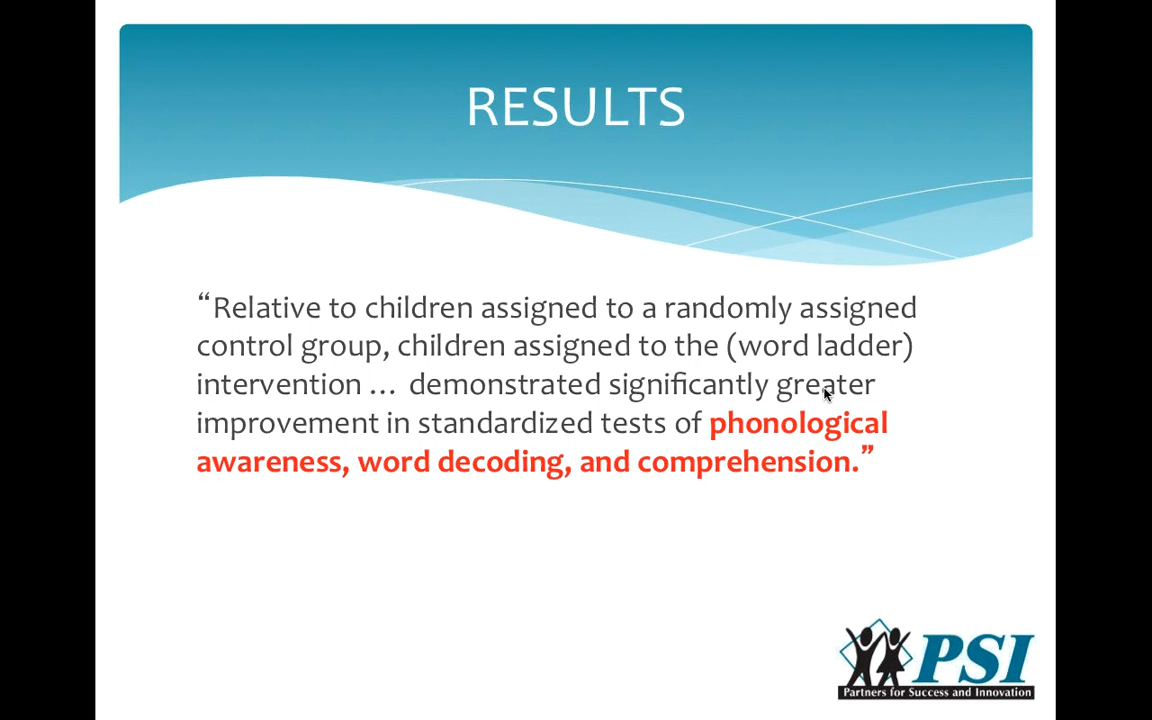 RESULTS
“Relative to children assigned to a randomly assigned
control group, children assigned to the (word ladder)
intervention … demonstrated significantly greater
improvement in standardized tests of phonological
awareness, word decoding, and comprehension.”
PSI
Partners for Success and Innovation